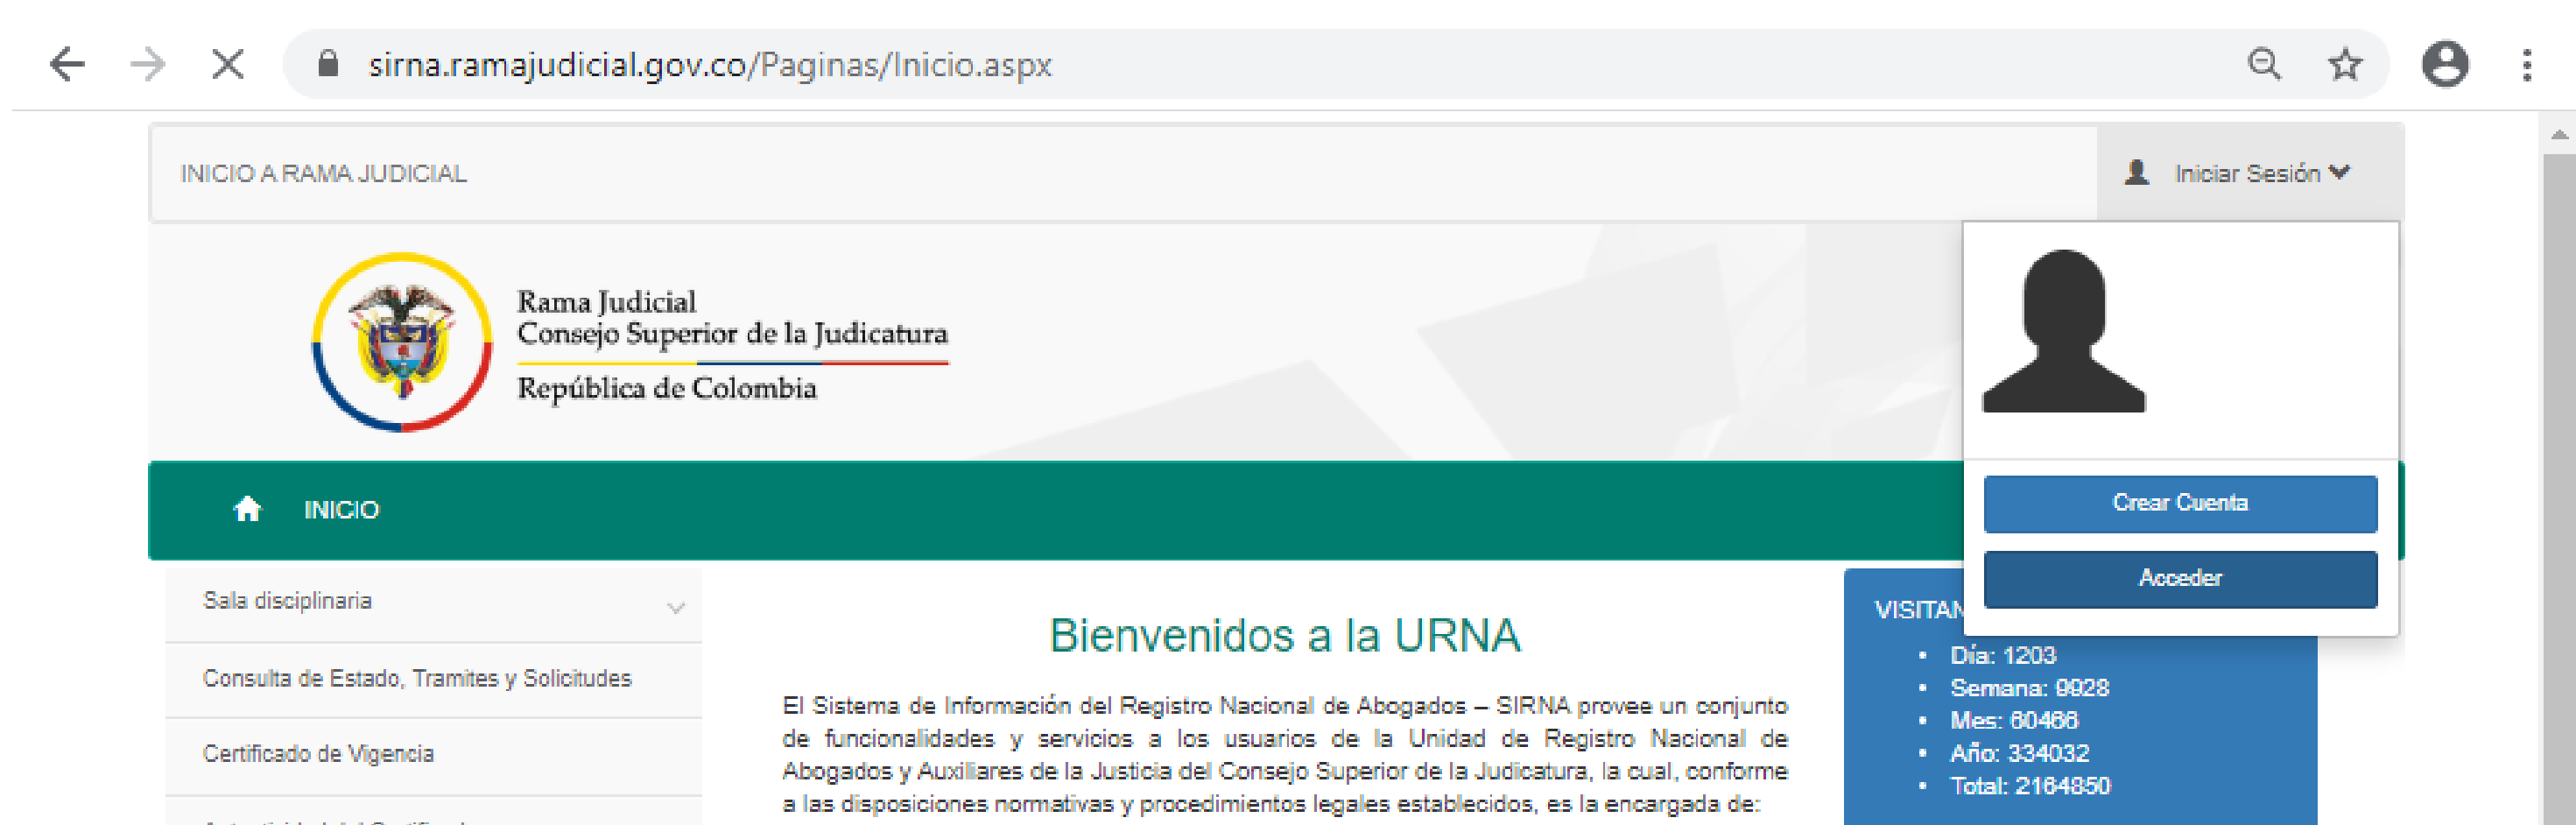 sirna.ramajudicial.gov.co/Paginas/Inicio.aspx
INICIO A RAMA JUDICIAL
Iniciar Sesión
Rama Judicial
Consejo Superior de la Judicatura
República de Colombia
Crear Cuenta
Acceder
INICIO
Sala disciplinaria
Consulta de Estado, Tramites y Solicitudes
Certificado de Vigencia
Bienvenidos a la URNA
El Sistema de Información del Registro Nacional de Abogados – SIRNA provee un conjunto
de funcionalidades y servicios a los usuarios de la Unidad de Registro Nacional de
Abogados y Auxiliares de la Justicia del Consejo Superior de la Judicatura, la cual, conforme
a las disposiciones normativas y procedimientos legales establecidos, es la encargada de:
VISITAN
• Día: 1203
• Semana: 9928
• Mes: 60466
• Año: 334032
• Total: 2164850